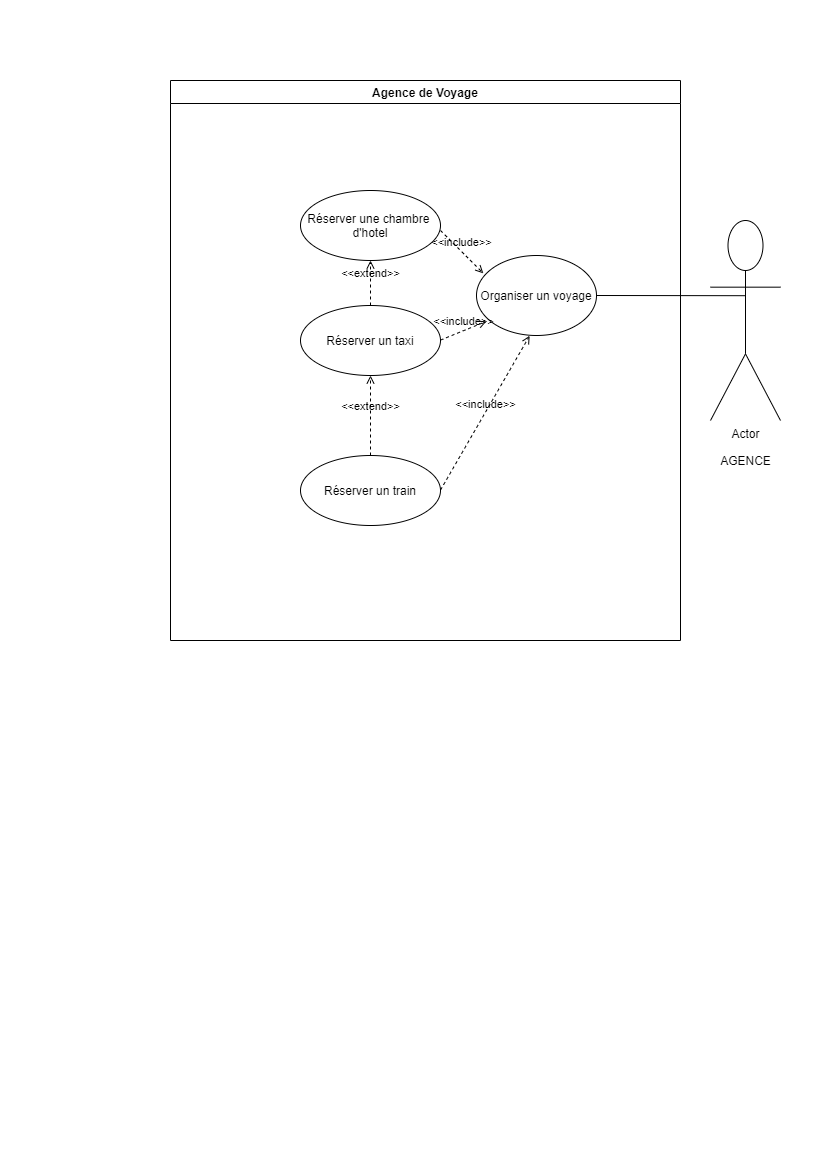 Agence de Voyage
Réserver une chambre
d'hotel
<<include>>
<<extend>>
Organiser un voyage
<<include>>
Réserver un taxi
<<extend>>
<<include>>
Actor
AGENCE
Réserver un train